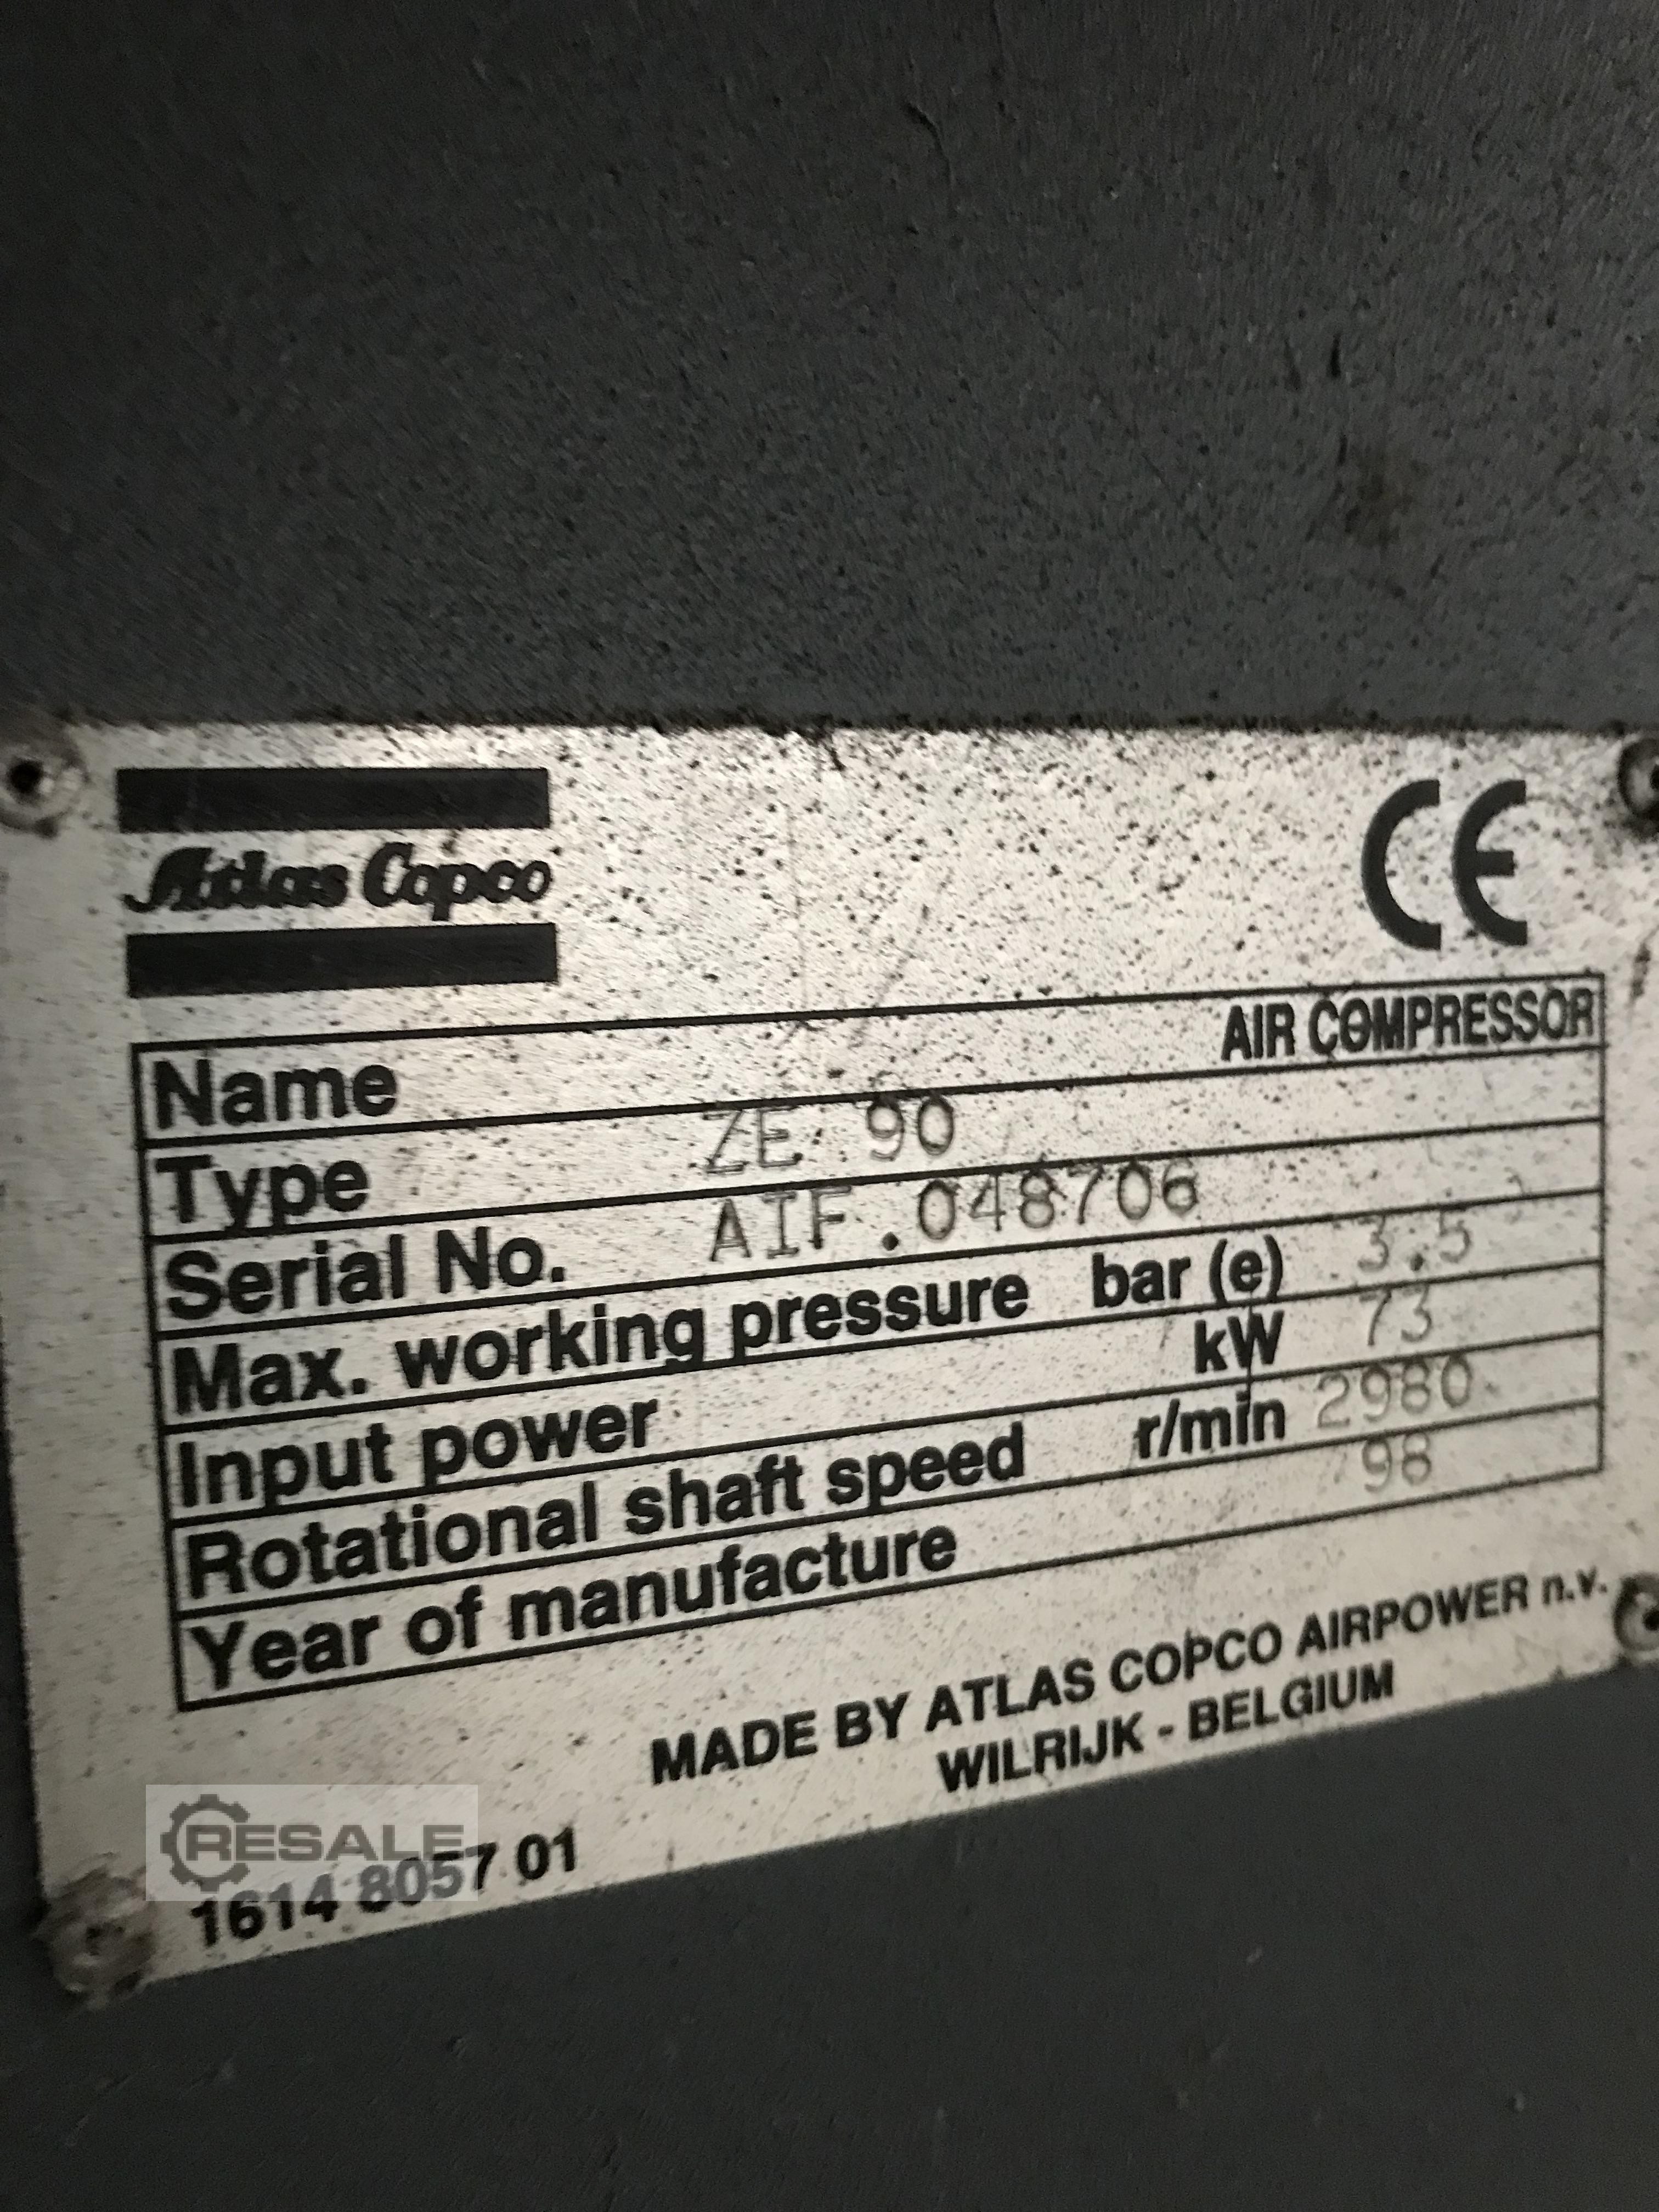 Atlas Copco
CE
Name AIR COMPRESSOR
Type ZE 90
Serial No. AIF.048706
Max. working pressure bar (e) 3.5
Input power kW 73
Rotational shaft speed r/min 2980
Year of manufacture 98
MADE BY ATLAS COPCO AIRPOWER n.v.
WILRIJK - BELGIUM
RESALE
1614 8057 01